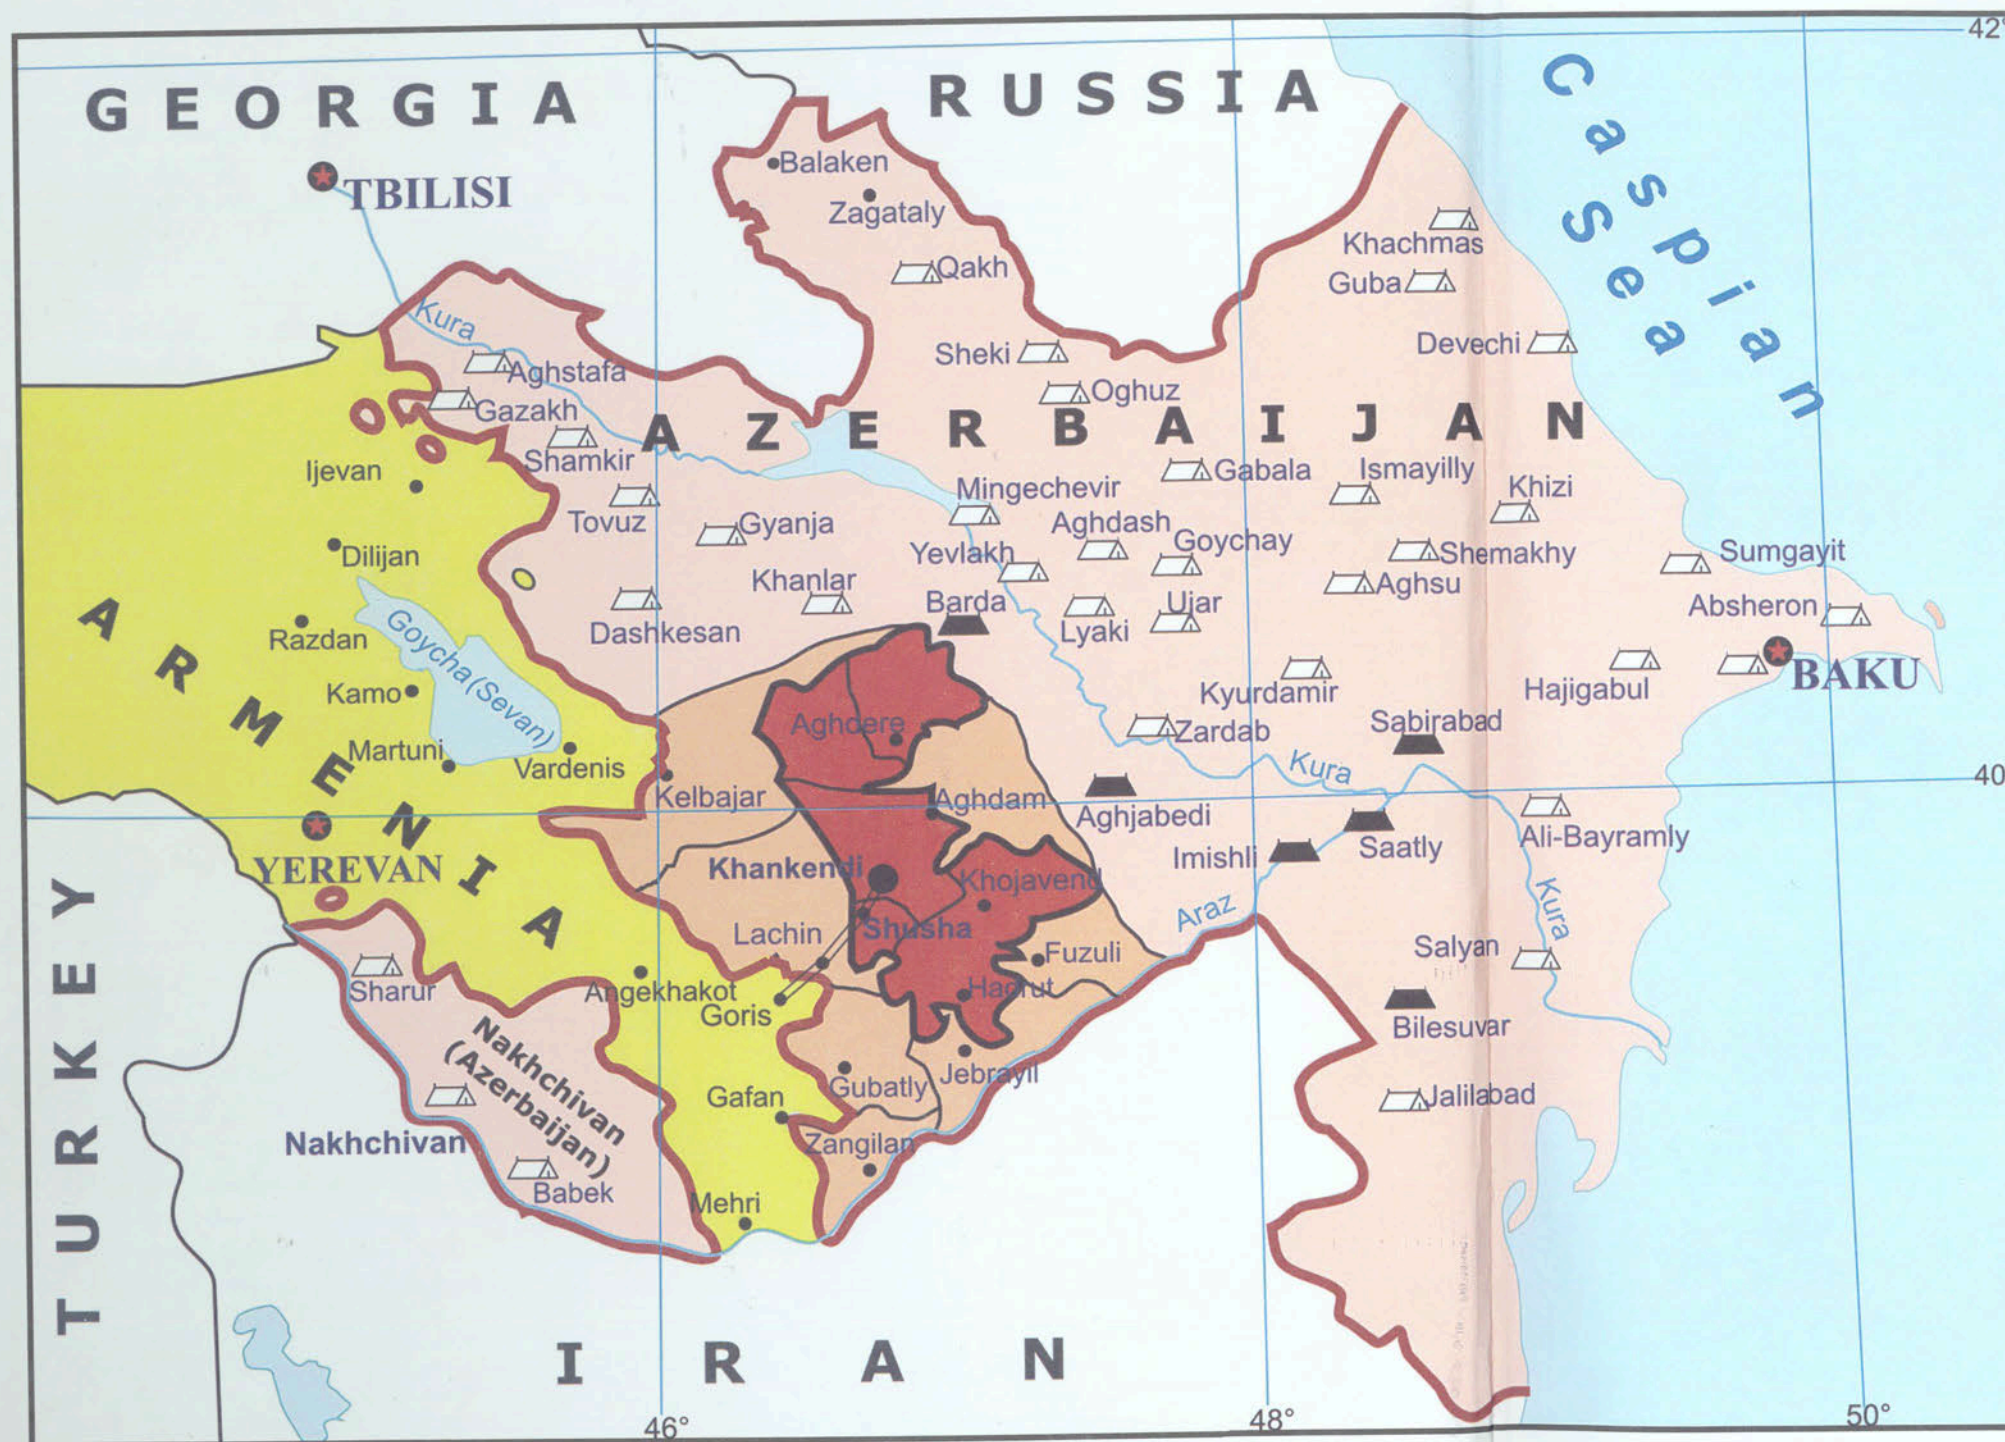 42°
GEORGIA
RUSSIA
Caspian
Sea
TBILISI
Balaken
Zagataly
Qakh
Khachmas
Guba
Kura
Sheki
Devechi
Aghstafa
Oghuz
Gazakh
AZERBAIJAN
Shamkir
Ijevan
Gabala
Ismayilly
Mingechevir
Khizi
Tovuz
Gyanja
Aghdash
Goychay
Dilijan
Yevlakh
Shemakhy
Sumgayit
Khanlar
Aghsu
Barda
Ujar
Absheron
Dashkesan
Lyaki
Razdan
Goycha(Sevan)
ARMENIA
Kamo
Kyurdamir
Hajigabul
BAKU
Aghdere
Zardab
Sabirabad
Martuni
Vardenis
Kura
40
Kelbajar
Aghdam
Aghjabedi
Ali-Bayramly
YEREVAN
Khankendi
Imishli
Saatly
Khojavend
Araz
Kura
Shusha
Lachin
Fuzuli
Salyan
Sharur
Angekhakot
Hadrut
Goris
Bilesuvar
TURKEY
Nakhchivan
(Azerbaijan)
Gubatly
Jebrayil
Gafan
Jalilabad
Nakhchivan
Zangilan
Babek
Mehri
IRAN
46°
48°
50°